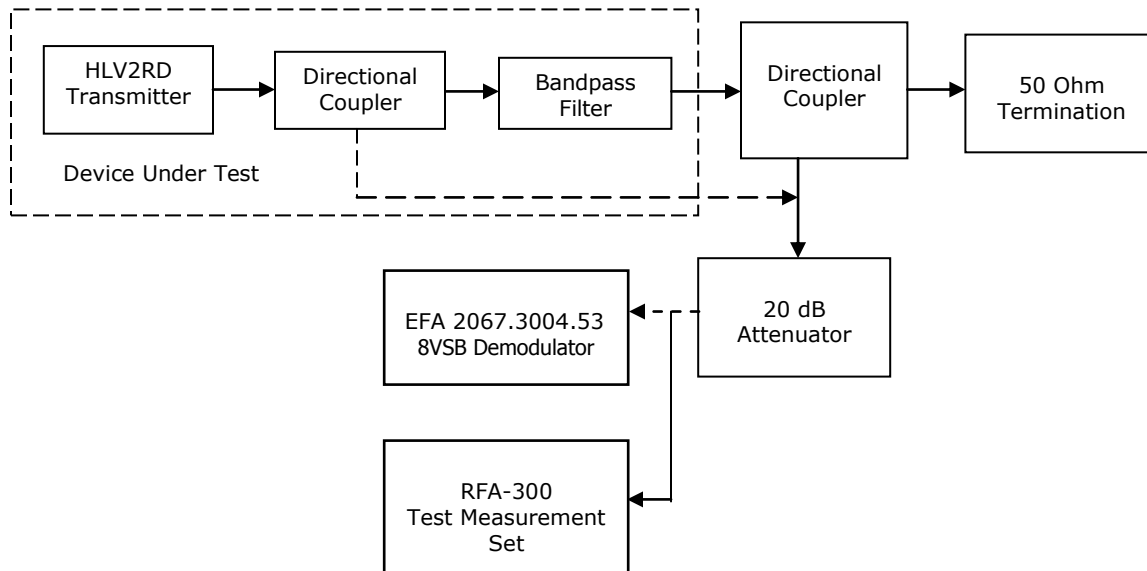 HLV2RD
Transmitter
Directional
Coupler
Bandpass
Filter
Directional
Coupler
50 Ohm
Termination
Device Under Test
EFA 2067.3004.53
8VSB Demodulator
20 dB
Attenuator
RFA-300
Test Measurement
Set